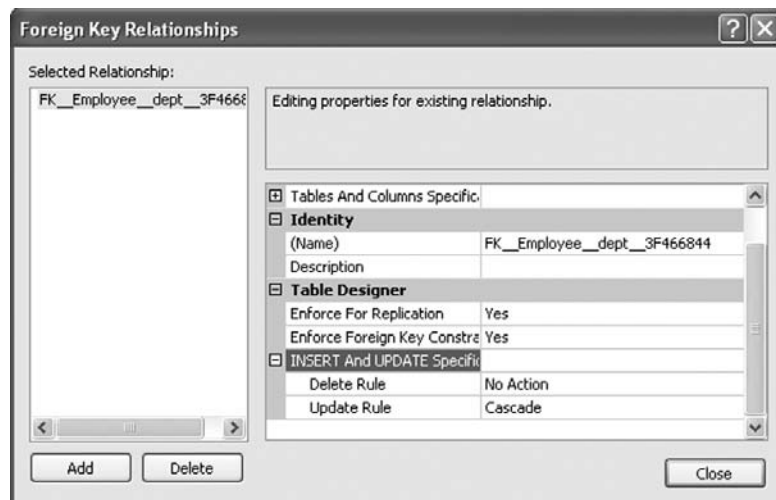 Foreign Key Relationships
Selected Relationship:
FK__Employee__dept__3F4668
Editing properties for existing relationship.
Tables And Columns Specific
Identity
(Name) FK__Employee__dept__3F466844
Description
Table Designer
Enforce For Replication Yes
Enforce Foreign Key Constra Yes
INSERT And UPDATE Specific
Delete Rule No Action
Update Rule Cascade
Add Delete Close